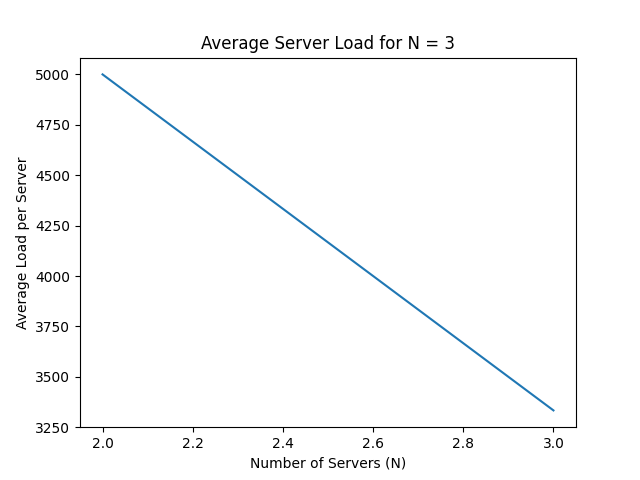 Average Server Load for N = 3
Average Load per Server
5000
4750
4500
4250
4000
3750
3500
3250
2.0 2.2 2.4 2.6 2.8 3.0
Number of Servers (N)